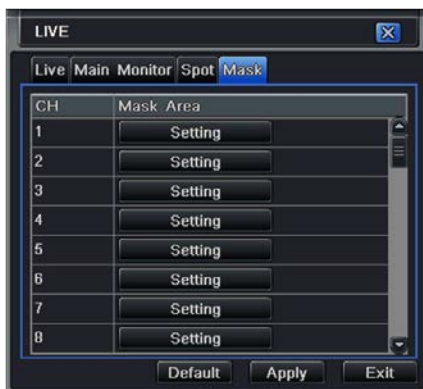 LIVE
Live Main Monitor Spot Mask
CH Mask Area
1 Setting
2 Setting
3 Setting
4 Setting
5 Setting
6 Setting
7 Setting
8 Setting
Default Apply Exit